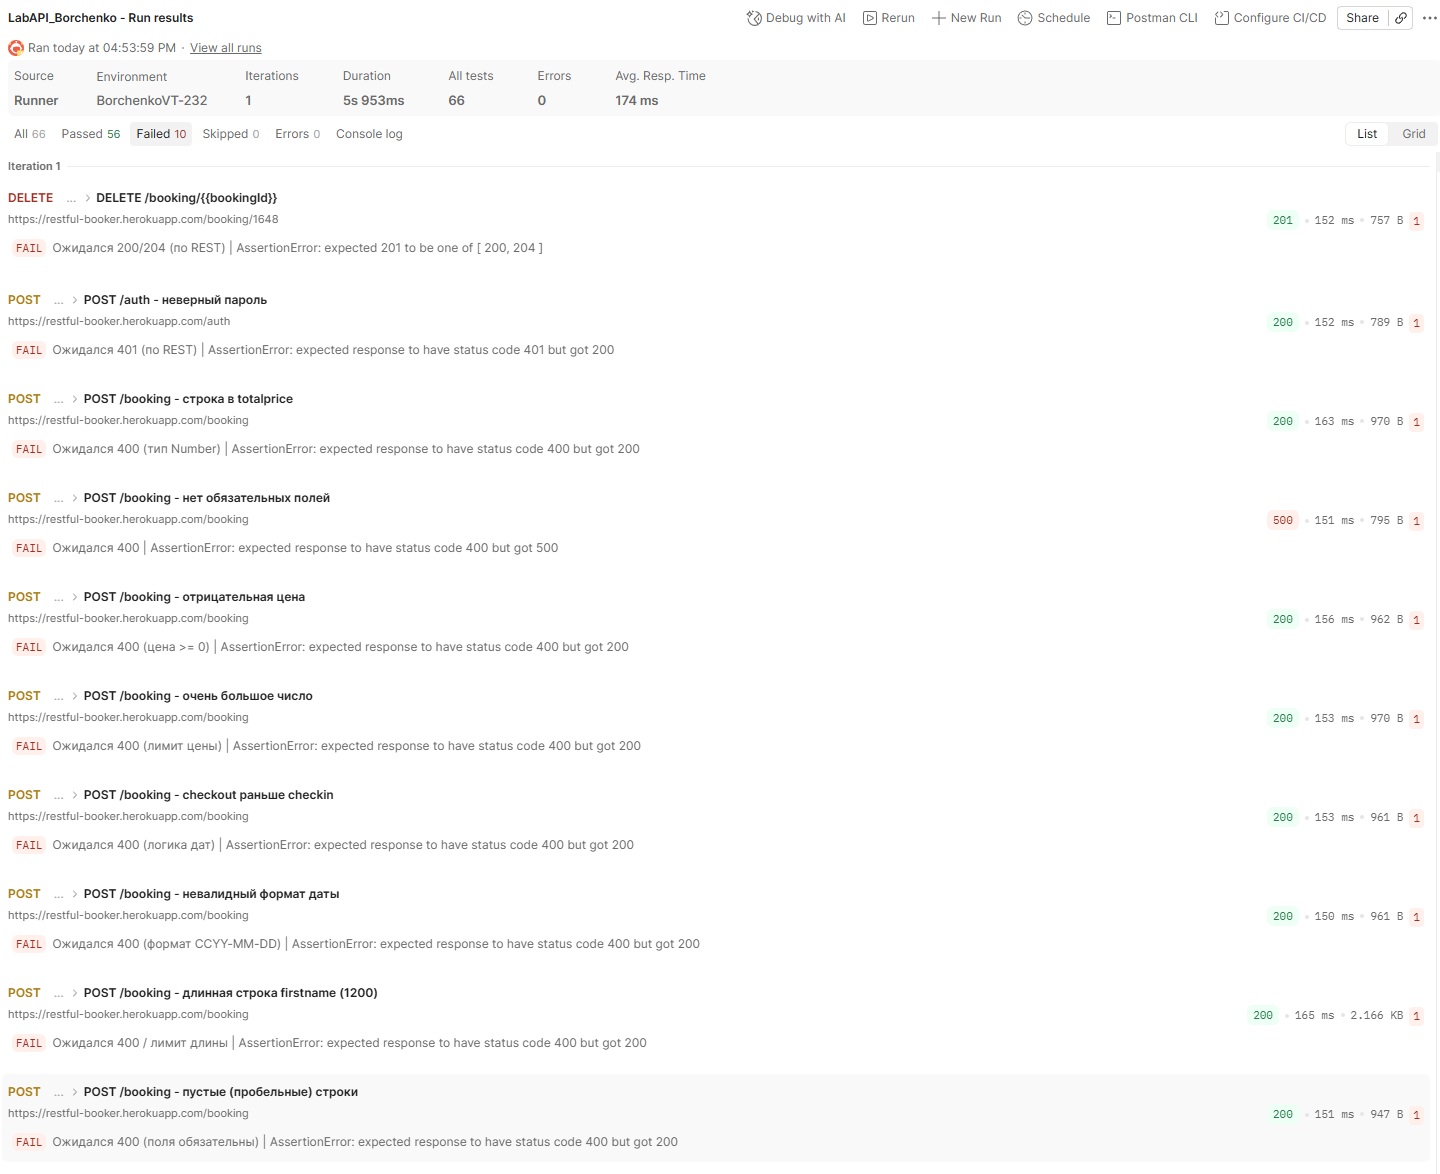 LabAPI_Borchenko - Run results
Debug with AI Rerun New Run Schedule Postman CLI Configure CI/CD Share
Ran today at 04:53:59 PM · View all runs
Source Environment Iterations Duration All tests Errors Avg. Resp. Time
Runner BorchenkoVT-232 1 5s 953ms 66 0 174 ms
All 66 Passed 56 Failed 10 Skipped 0 Errors 0 Console log List Grid
Iteration 1
DELETE ... > DELETE /booking/{{bookingId}}
https://restful-booker.herokuapp.com/booking/1648 201 • 152 ms • 757 B 1
FAIL Ожидался 200/204 (по REST) | AssertionError: expected 201 to be one of [ 200, 204 ]
POST ... > POST /auth - неверный пароль
https://restful-booker.herokuapp.com/auth 200 • 152 ms • 789 B 1
FAIL Ожидался 401 (по REST) | AssertionError: expected response to have status code 401 but got 200
POST ... > POST /booking - строка в totalprice
https://restful-booker.herokuapp.com/booking 200 • 163 ms • 970 B 1
FAIL Ожидался 400 (тип Number) | AssertionError: expected response to have status code 400 but got 200
POST ... > POST /booking - нет обязательных полей
https://restful-booker.herokuapp.com/booking 500 • 151 ms • 795 B 1
FAIL Ожидался 400 | AssertionError: expected response to have status code 400 but got 500
POST ... > POST /booking - отрицательная цена
https://restful-booker.herokuapp.com/booking 200 • 156 ms • 962 B 1
FAIL Ожидался 400 (цена >= 0) | AssertionError: expected response to have status code 400 but got 200
POST ... > POST /booking - очень большое число
https://restful-booker.herokuapp.com/booking 200 • 153 ms • 970 B 1
FAIL Ожидался 400 (лимит цены) | AssertionError: expected response to have status code 400 but got 200
POST ... > POST /booking - checkout раньше checkin
https://restful-booker.herokuapp.com/booking 200 • 153 ms • 961 B 1
FAIL Ожидался 400 (логика дат) | AssertionError: expected response to have status code 400 but got 200
POST ... > POST /booking - невалидный формат даты
https://restful-booker.herokuapp.com/booking 200 • 150 ms • 961 B 1
FAIL Ожидался 400 (формат CCYY-MM-DD) | AssertionError: expected response to have status code 400 but got 200
POST ... > POST /booking - длинная строка firstname (1200)
https://restful-booker.herokuapp.com/booking 200 • 165 ms • 2.166 KB 1
FAIL Ожидался 400 / лимит длины | AssertionError: expected response to have status code 400 but got 200
POST ... > POST /booking - пустые (пробельные) строки
https://restful-booker.herokuapp.com/booking 200 • 151 ms • 947 B 1
FAIL Ожидался 400 (поля обязательны) | AssertionError: expected response to have status code 400 but got 200